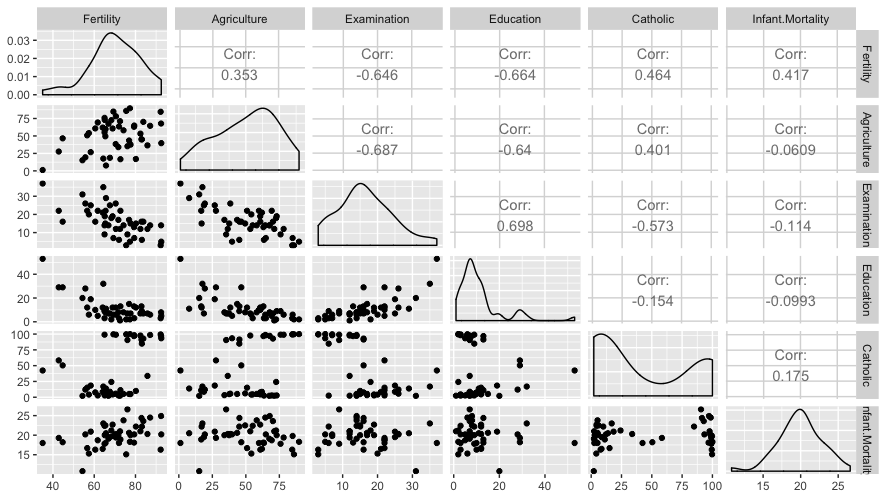 Fertility Agriculture Examination Education Catholic Infant.Mortality
Corr: Corr: Corr: Corr: Corr:
0.353 -0.646 -0.664 0.464 0.417
0.03
0.02
0.01
0.00
Fertility
Corr: Corr: Corr: Corr:
-0.687 -0.64 0.401 -0.0609
75
50
25
0
Agriculture
Corr: Corr: Corr:
0.698 -0.573 -0.114
30
20
10
Examination
Corr: Corr:
-0.154 -0.0993
40
20
0
Education
Corr:
0.175
100
75
50
25
0
Catholic
25
20
15
nfant.Mortalit
40 60 80 0 25 50 75 10 20 30 0 20 40 0 25 50 75 100 15 20 25